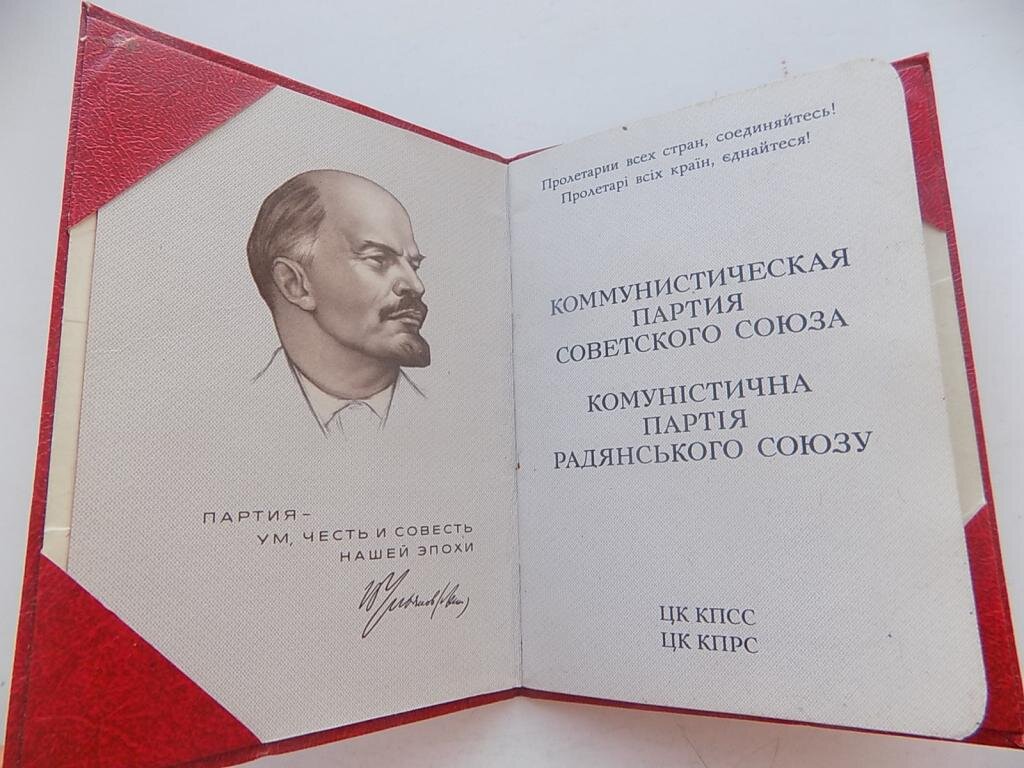 ПАРТИЯ–
УМ, ЧЕСТЬ И СОВЕСТЬ
НАШЕЙ ЭПОХИ
Пролетарии всех стран, соединяйтесь!
Пролетарі всіх країн, єднайтеся!
КОММУНИСТИЧЕСКАЯ
ПАРТИЯ
СОВЕТСКОГО СОЮЗА
КОМУНІСТИЧНА
ПАРТІЯ
РАДЯНСЬКОГО СОЮЗУ
ЦК КПСС
ЦК КПРС